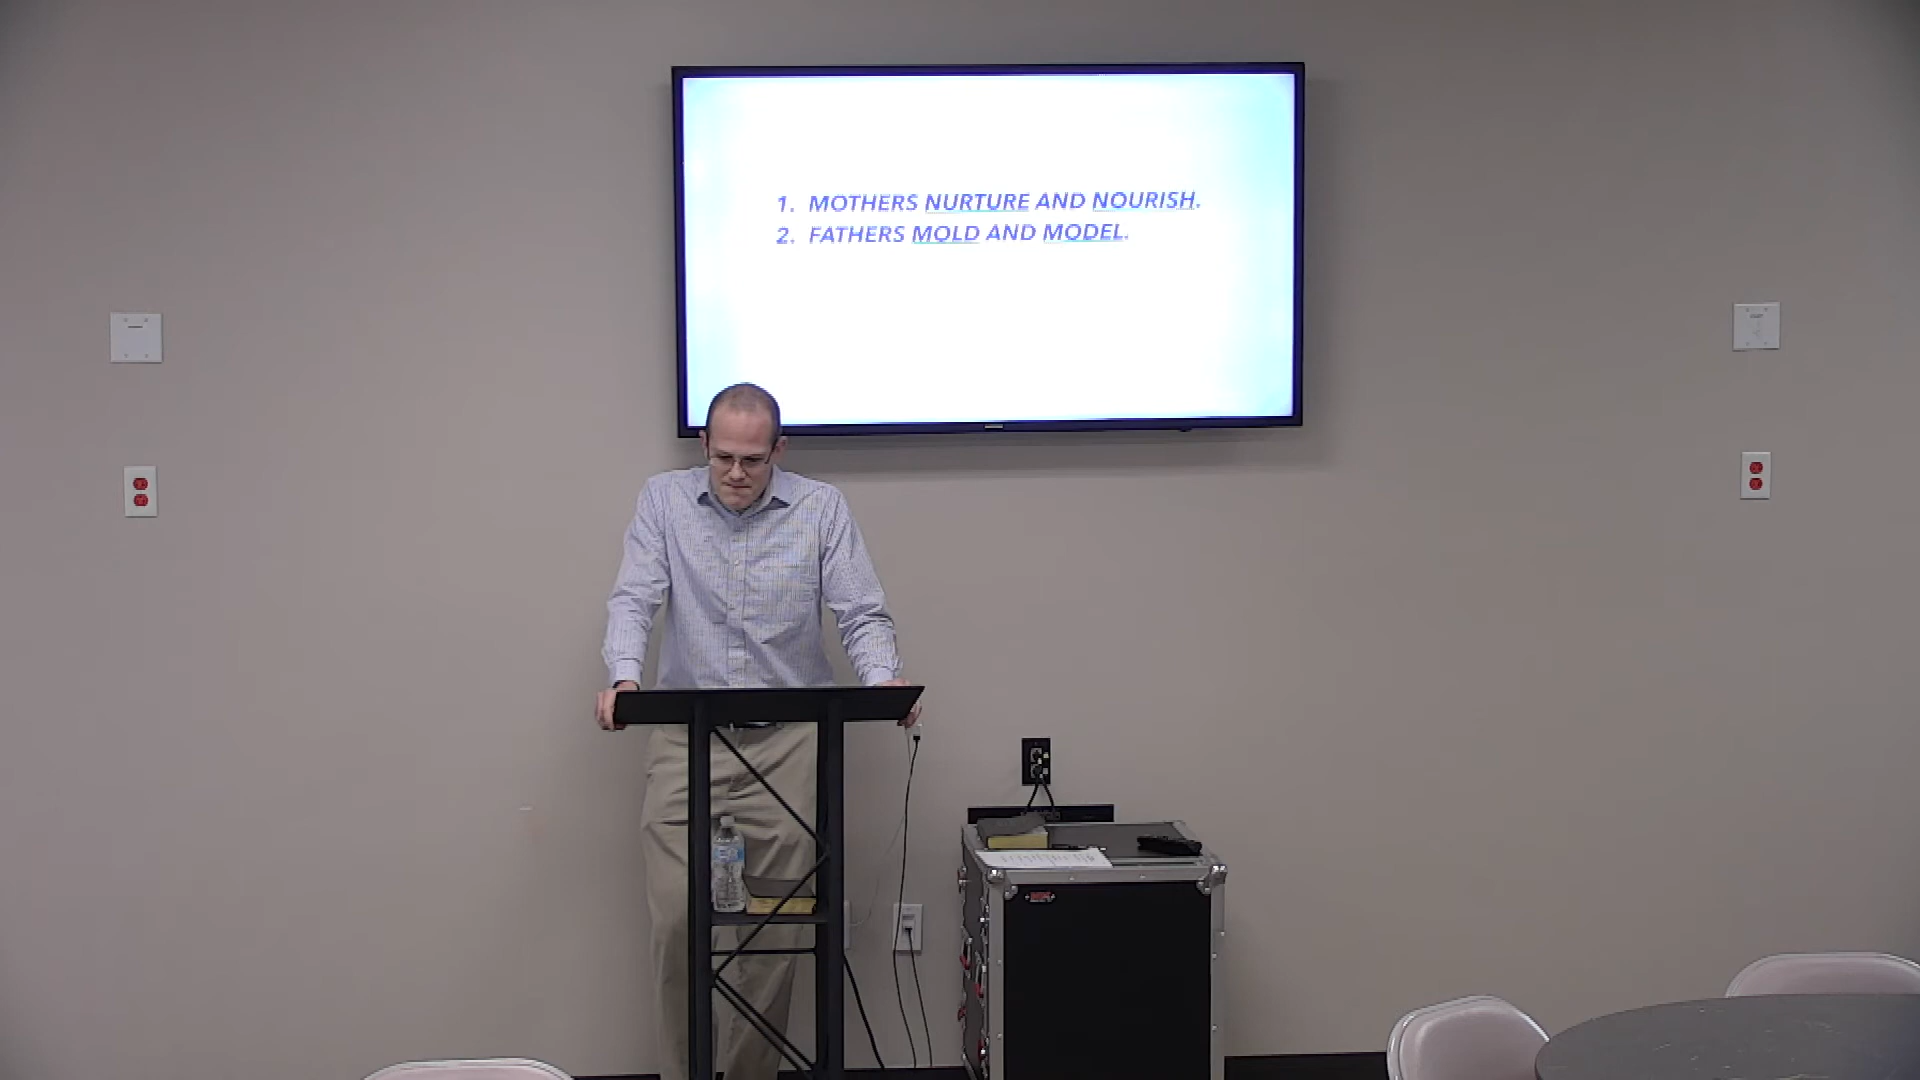 1. MOTHERS NURTURE AND NOURISH.
2. FATHERS MOLD AND MODEL.